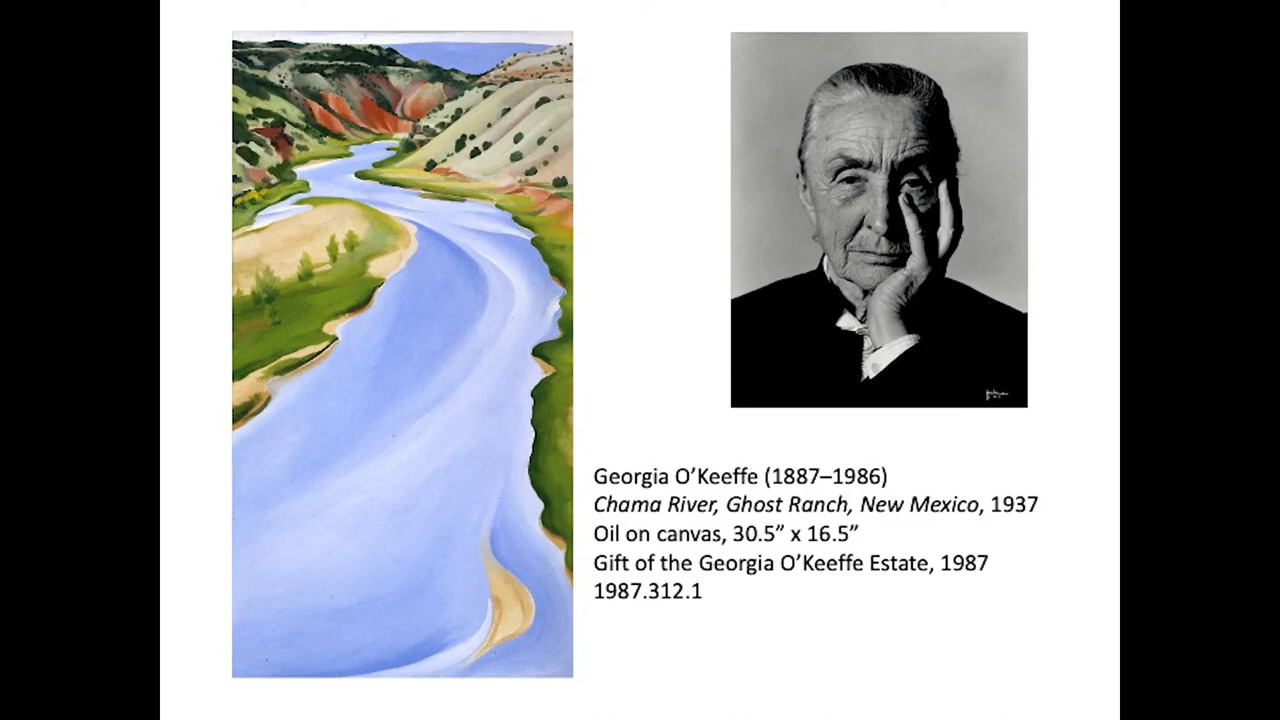 Georgia O’Keeffe (1887–1986)
Chama River, Ghost Ranch, New Mexico, 1937
Oil on canvas, 30.5” x 16.5”
Gift of the Georgia O’Keeffe Estate, 1987
1987.312.1